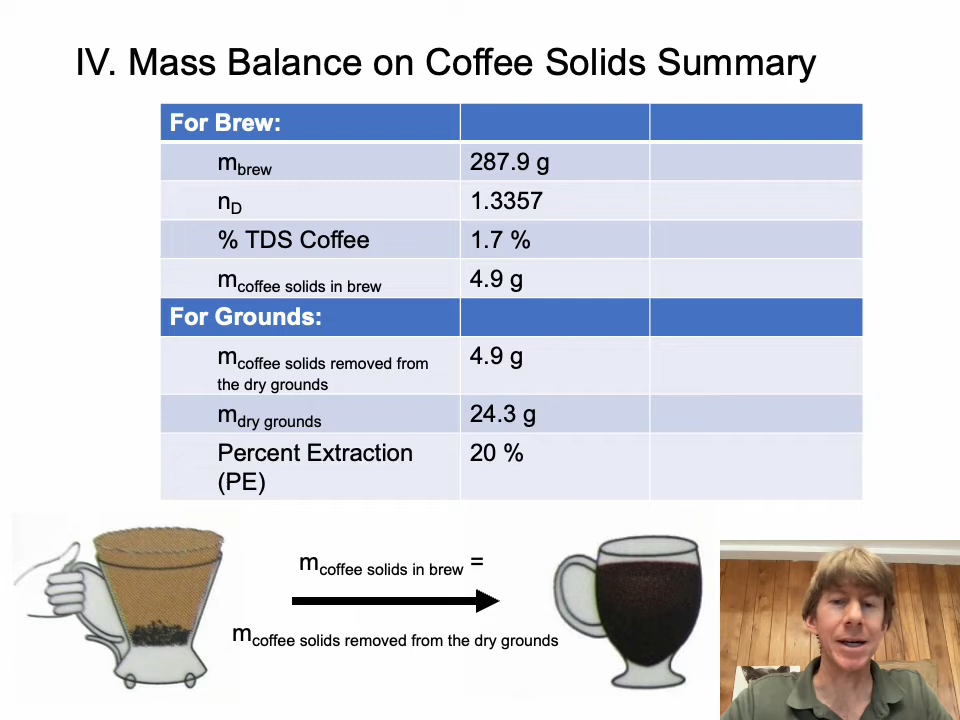 IV. Mass Balance on Coffee Solids Summary
For Brew:
mbrew 287.9 g
nD 1.3357
% TDS Coffee 1.7 %
mcoffee solids in brew 4.9 g
For Grounds:
mcoffee solids removed from 4.9 g
the dry grounds
mdry grounds 24.3 g
Percent Extraction 20 %
(PE)
mcoffee solids in brew =
mcoffee solids removed from the dry grounds